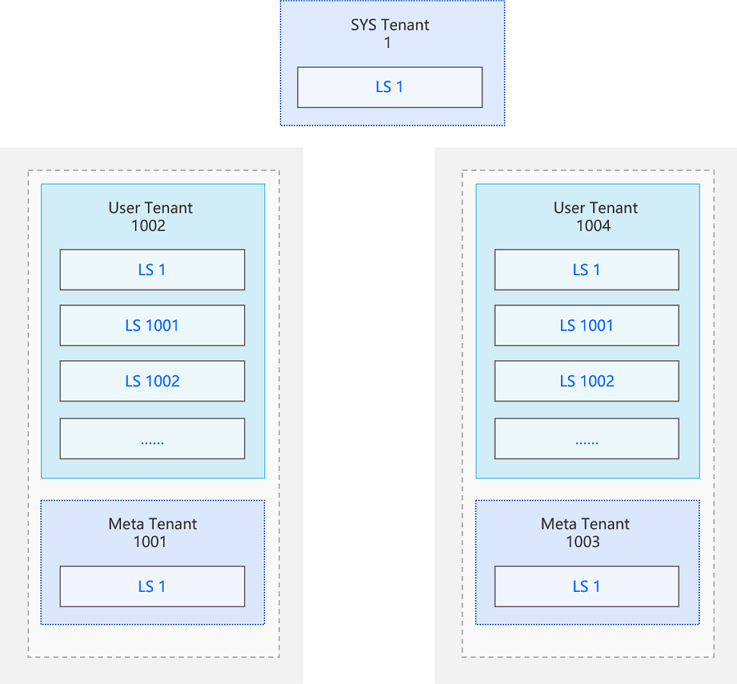 SYS Tenant
1
LS 1
User Tenant
1002
LS 1
LS 1001
LS 1002
......
Meta Tenant
1001
LS 1
User Tenant
1004
LS 1
LS 1001
LS 1002
......
Meta Tenant
1003
LS 1